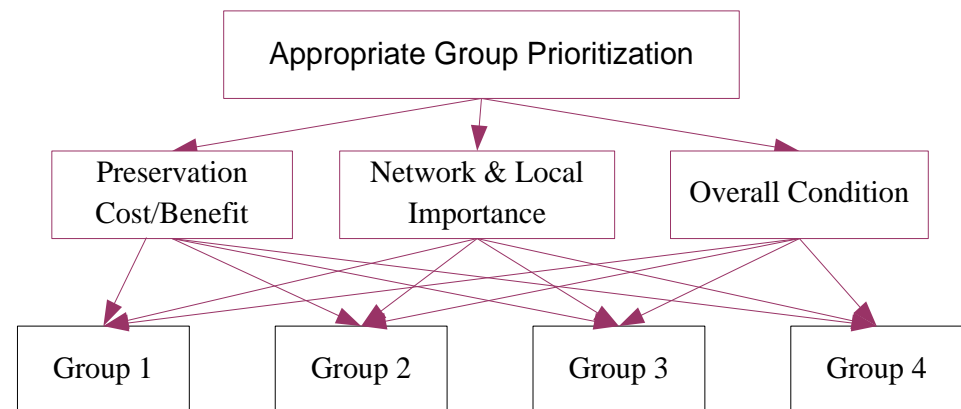 Appropriate Group Prioritization
Preservation
Cost/Benefit
Network & Local
Importance
Overall Condition
Group 1
Group 2
Group 3
Group 4